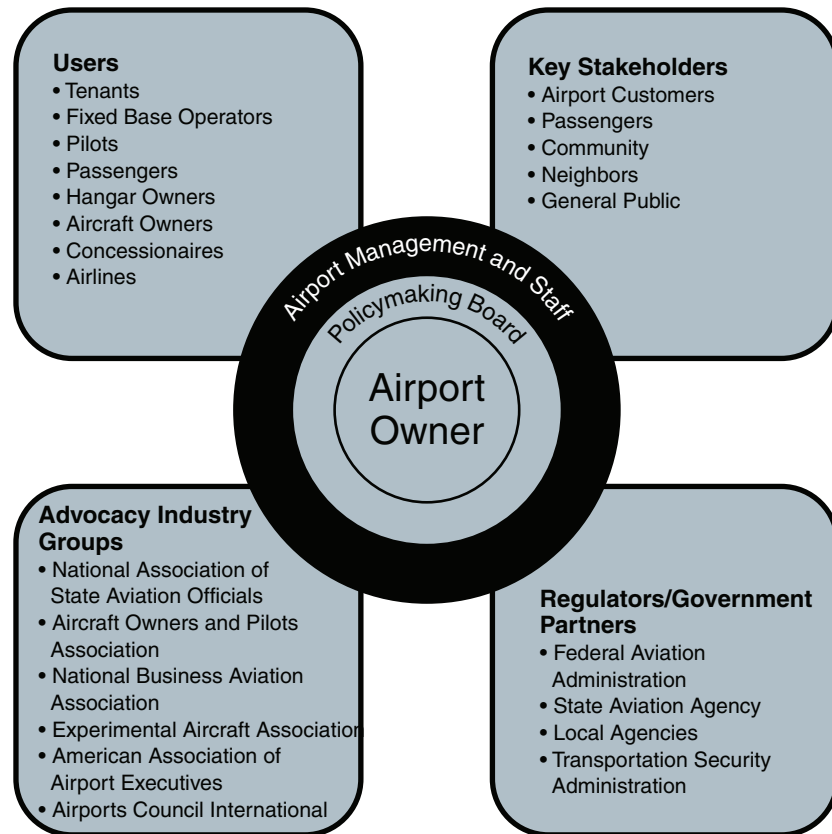 Users
• Tenants
• Fixed Base Operators
• Pilots
• Passengers
• Hangar Owners
• Aircraft Owners
• Concessionaires
• Airlines
Key Stakeholders
• Airport Customers
• Passengers
• Community
• Neighbors
• General Public
Airport Management and Staff
Policymaking Board
Airport
Owner
Advocacy Industry
Groups
• National Association of
State Aviation Officials
• Aircraft Owners and Pilots
Association
• National Business Aviation
Association
• Experimental Aircraft Association
• American Association of
Airport Executives
• Airports Council International
Regulators/Government
Partners
• Federal Aviation
Administration
• State Aviation Agency
• Local Agencies
• Transportation Security
Administration